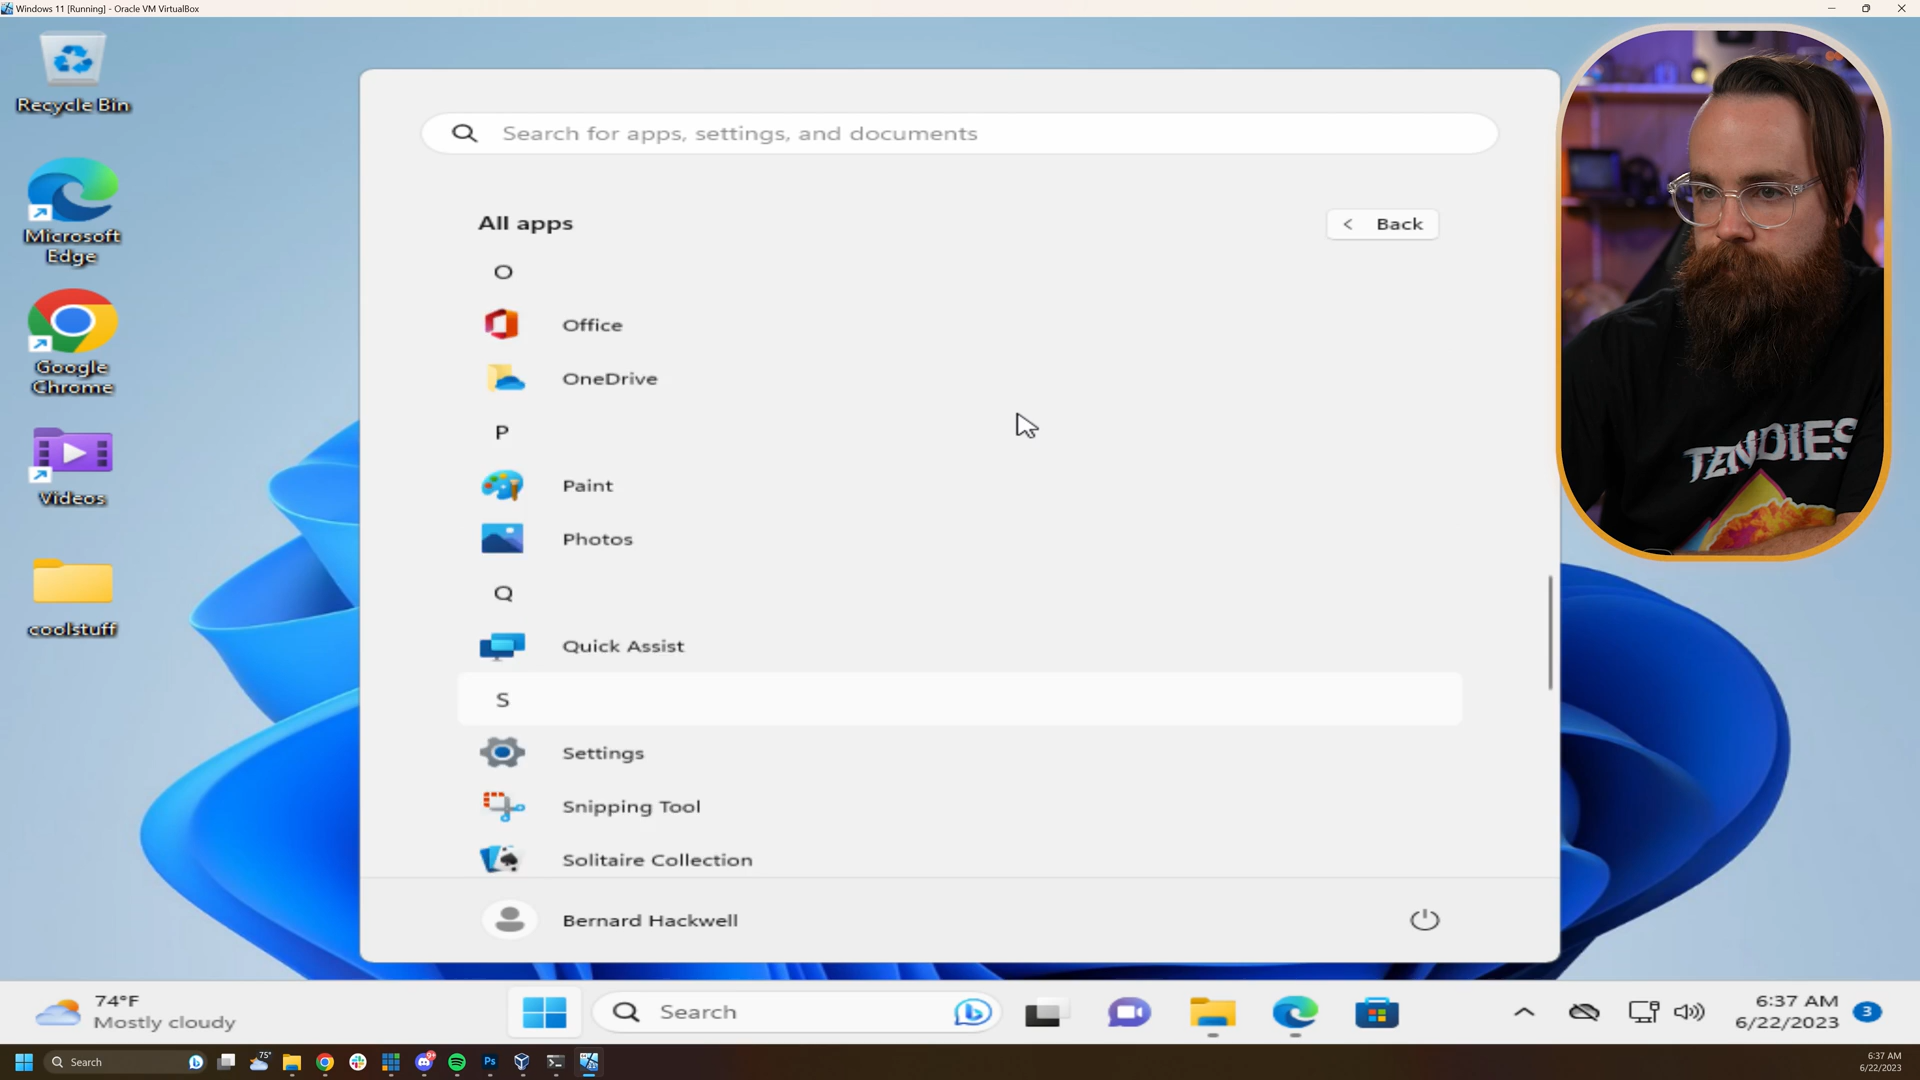 Windows 11 [Running] - Oracle VM VirtualBox
Recycle Bin
Microsoft
Edge
Google
Chrome
Videos
coolstuff
Search for apps, settings, and documents
All apps
Back
O
Office
OneDrive
P
Paint
Photos
Q
Quick Assist
S
Settings
Snipping Tool
Solitaire Collection
Bernard Hackwell
TENDIES
74°F
Mostly cloudy
Search
6:37 AM
6/22/2023
3
Search
75°
Ps
6:37 AM
6/22/2023